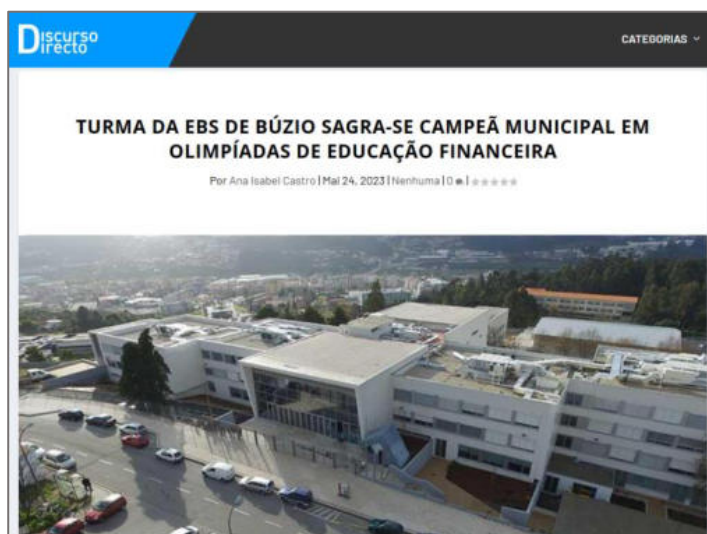 Discurso
Directo
CATEGORIAS
TURMA DA EBS DE BÚZIO SAGRA-SE CAMPEÃ MUNICIPAL EM
OLIMPÍADAS DE EDUCAÇÃO FINANCEIRA
Por Ana Isabel Castro | Mai 24, 2023 | Nenhuma | 0 |